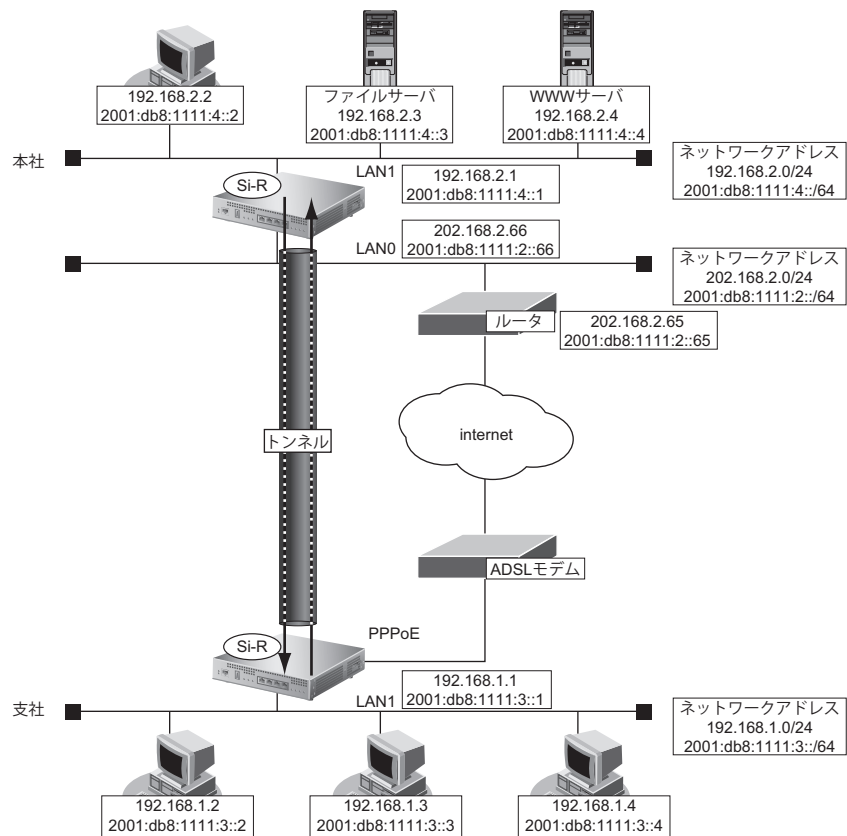 192.168.2.2
2001:db8:1111:4::2
ファイルサーバ
192.168.2.3
2001:db8:1111:4::3
WWWサーバ
192.168.2.4
2001:db8:1111:4::4
本社
LAN1
192.168.2.1
2001:db8:1111:4::1
ネットワークアドレス
192.168.2.0/24
2001:db8:1111:4::/64
Si-R
LAN0
202.168.2.66
2001:db8:1111:2::66
ネットワークアドレス
202.168.2.0/24
2001:db8:1111:2::/64
ルータ
202.168.2.65
2001:db8:1111:2::65
トンネル
internet
ADSLモデム
Si-R
PPPoE
支社
LAN1
192.168.1.1
2001:db8:1111:3::1
ネットワークアドレス
192.168.1.0/24
2001:db8:1111:3::/64
192.168.1.2
2001:db8:1111:3::2
192.168.1.3
2001:db8:1111:3::3
192.168.1.4
2001:db8:1111:3::4